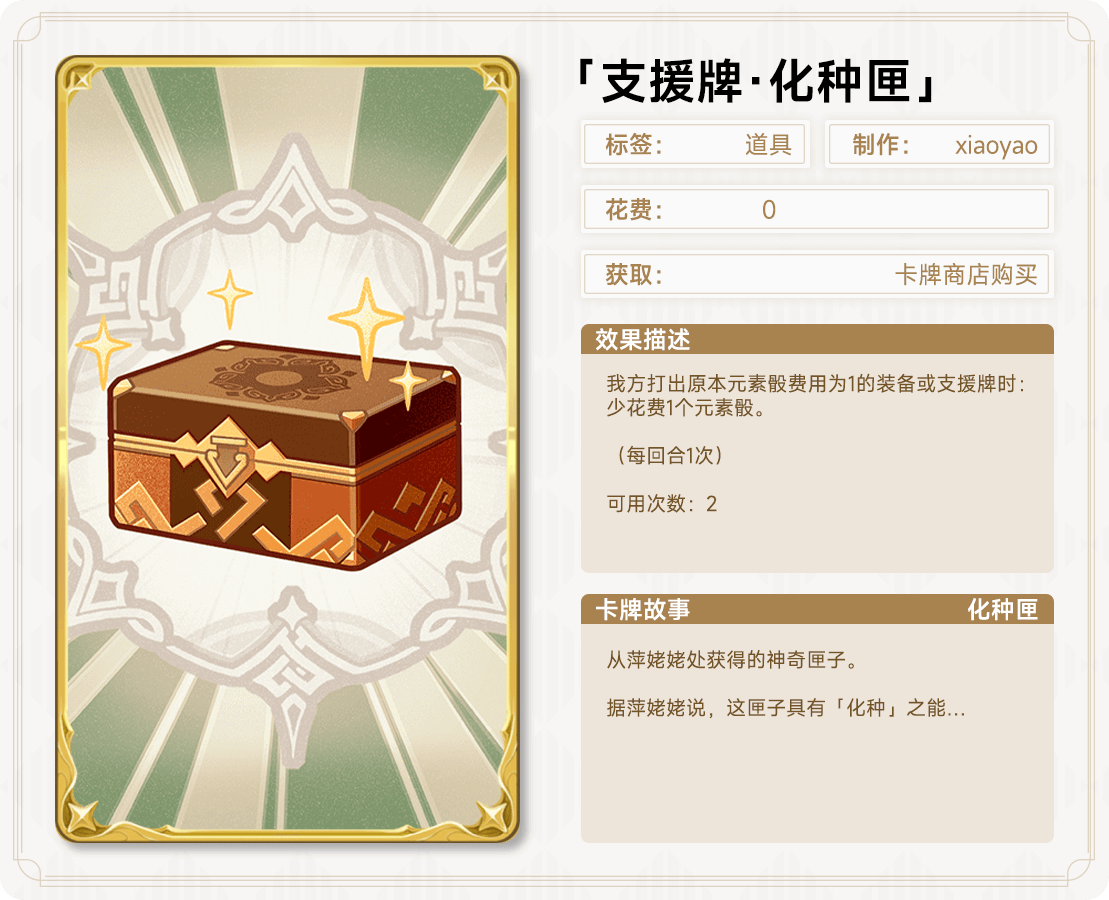 「支援牌·化种匣」
标签： 道具
制作： xiaoyao
花费： 0
获取： 卡牌商店购买
效果描述
我方打出原本元素骰费用为1的装备或支援牌时：
少花费1个元素骰。
（每回合1次）
可用次数：2
卡牌故事 化种匣
从萍姥姥处获得的神奇匣子。
据萍姥姥说，这匣子具有「化种」之能...